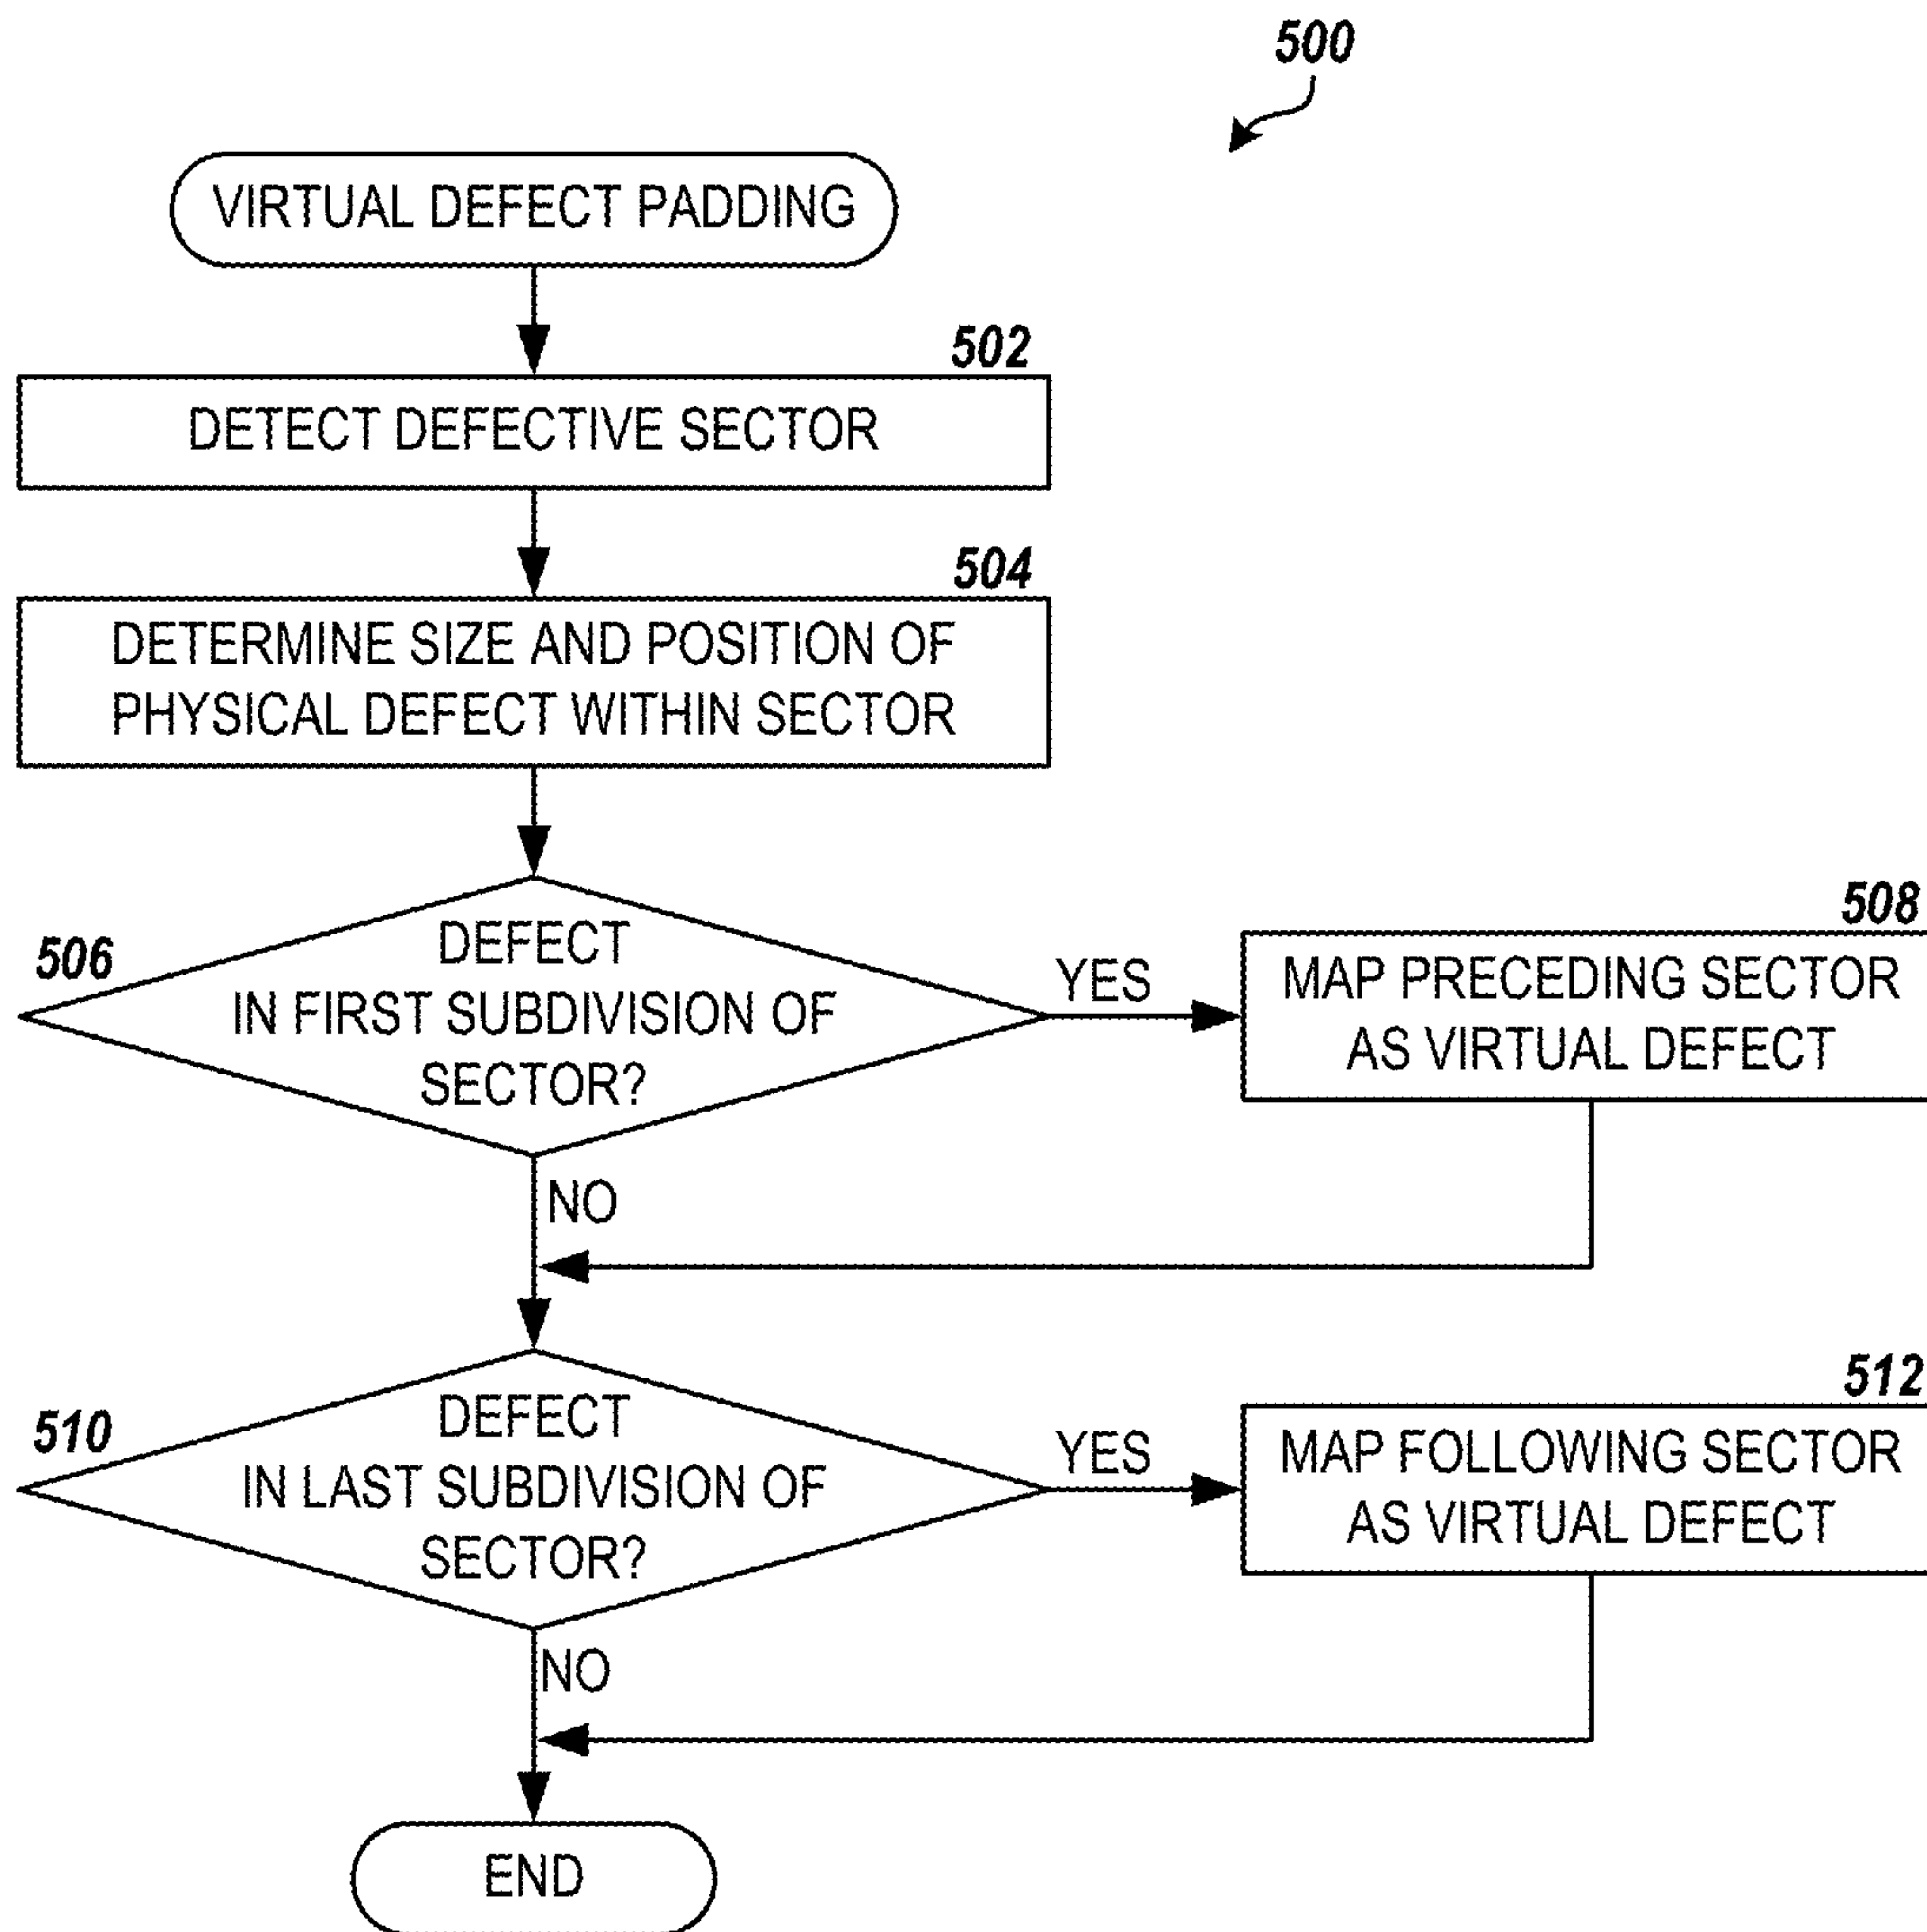 500
VIRTUAL DEFECT PADDING
502
DETECT DEFECTIVE SECTOR
504
DETERMINE SIZE AND POSITION OF
PHYSICAL DEFECT WITHIN SECTOR
506
DEFECT
IN FIRST SUBDIVISION OF
SECTOR?
YES
508
MAP PRECEDING SECTOR
AS VIRTUAL DEFECT
NO
510
DEFECT
IN LAST SUBDIVISION OF
SECTOR?
YES
512
MAP FOLLOWING SECTOR
AS VIRTUAL DEFECT
NO
END